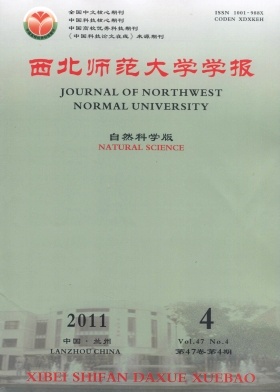 全国中文核心期刊
中国科技核心期刊
中国高校优秀科技期刊
《中国科技论文在线》来源期刊
ISSN 1001-988X
CODEN XDXKEH
西北师范大学学报
JOURNAL OF NORTHWEST
NORMAL UNIVERSITY
自然科学版
NATURAL SCIENCE
2011
中国·兰州
LANZHOU CHINA
4
Vol.47 No.4
第47卷·第4期
XIBEI SHIFAN DAXUE XUEBAO